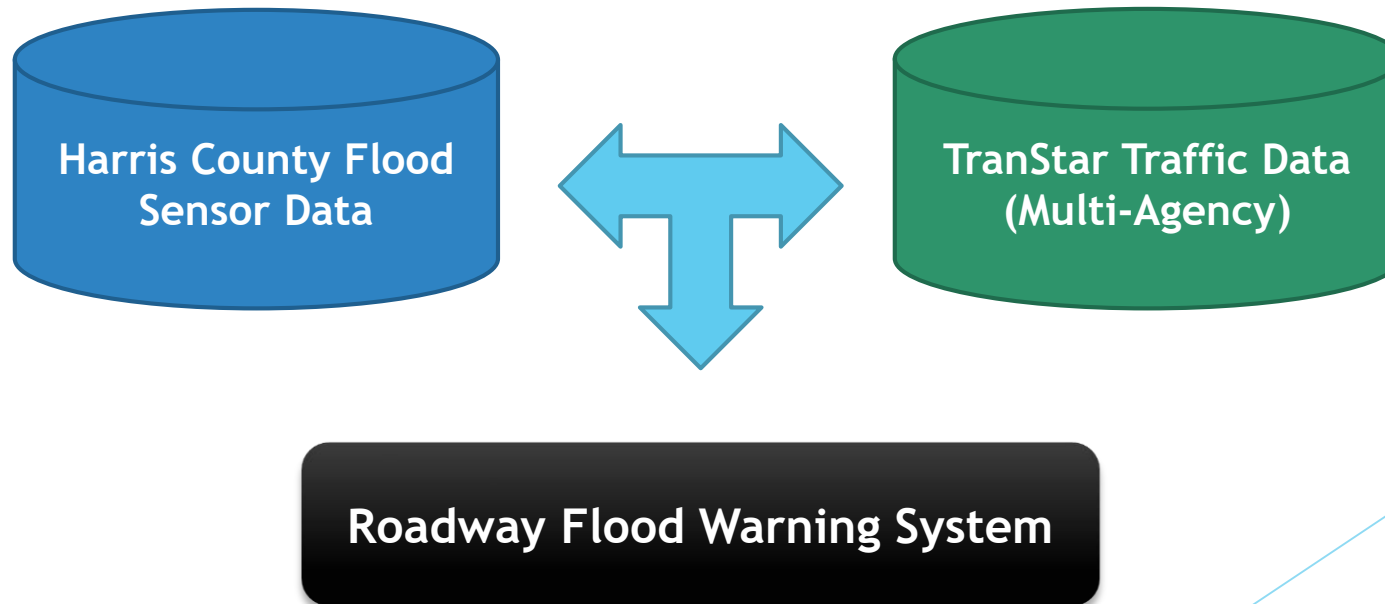 Harris County Flood
Sensor Data
TranStar Traffic Data
(Multi-Agency)
Roadway Flood Warning System